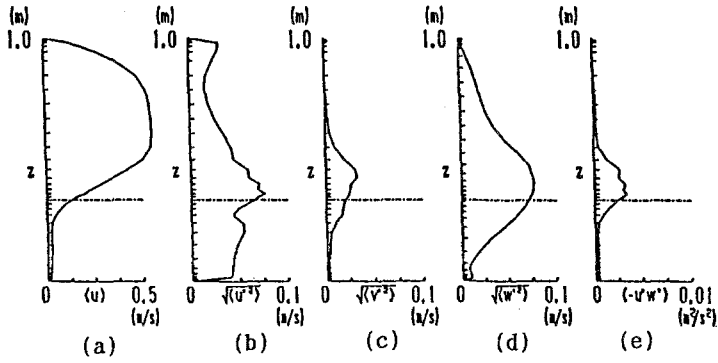 (m) (m) (m) (m) (m)
1.0 1.0 1.0 1.0 1.0
z z z z z
0 ⟨u⟩ 0.5 0 √⟨u'²⟩ 0.1 0 √⟨v'²⟩ 0.1 0 √⟨w'²⟩ 0.1 0 ⟨-u'w'⟩ 0.01
(m/s) (m/s) (m/s) (m/s) (m²/s²)
(a) (b) (c) (d) (e)